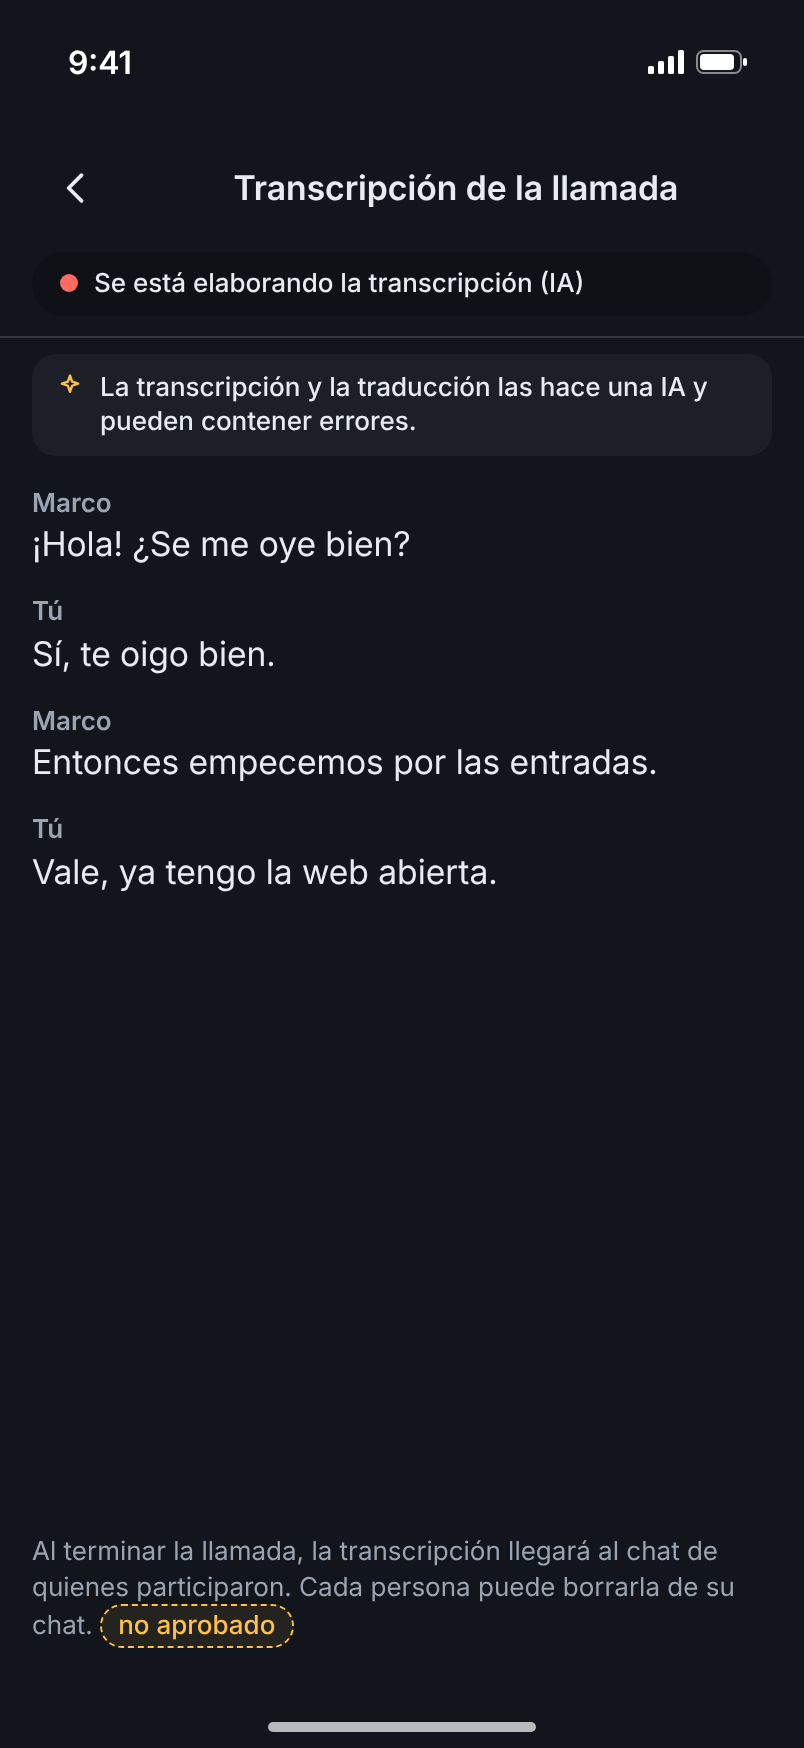 9:41
Transcripción de la llamada
Se está elaborando la transcripción (IA)
La transcripción y la traducción las hace una IA y
pueden contener errores.
Marco
¡Hola! ¿Se me oye bien?
Tú
Sí, te oigo bien.
Marco
Entonces empecemos por las entradas.
Tú
Vale, ya tengo la web abierta.
Al terminar la llamada, la transcripción llegará al chat de
quienes participaron. Cada persona puede borrarla de su
chat. no aprobado